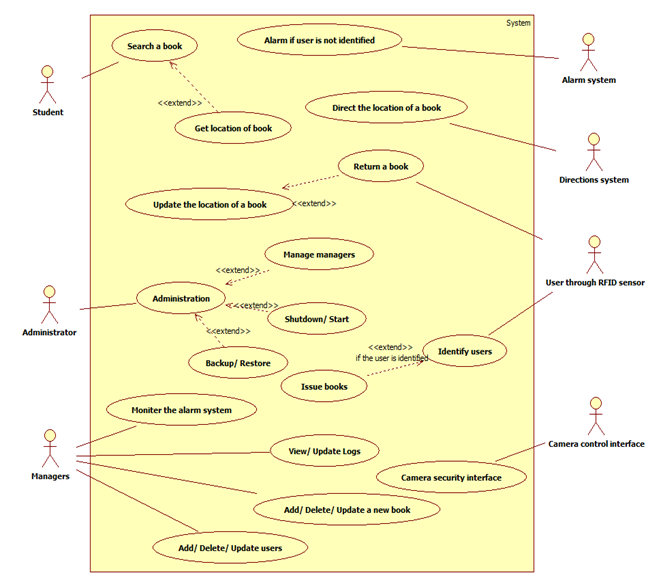 System
Search a book
Alarm if user is not identified
Alarm system
Student
<<extend>>
Get location of book
Direct the location of a book
Directions system
Return a book
Update the location of a book
<<extend>>
Manage managers
<<extend>>
User through RFID sensor
Administration
<<extend>>
Shutdown/ Start
Administrator
<<extend>>
<<extend>>
if the user is identified
Identify users
Backup/ Restore
Issue books
Moniter the alarm system
Camera control interface
View/ Update Logs
Managers
Camera security interface
Add/ Delete/ Update a new book
Add/ Delete/ Update users